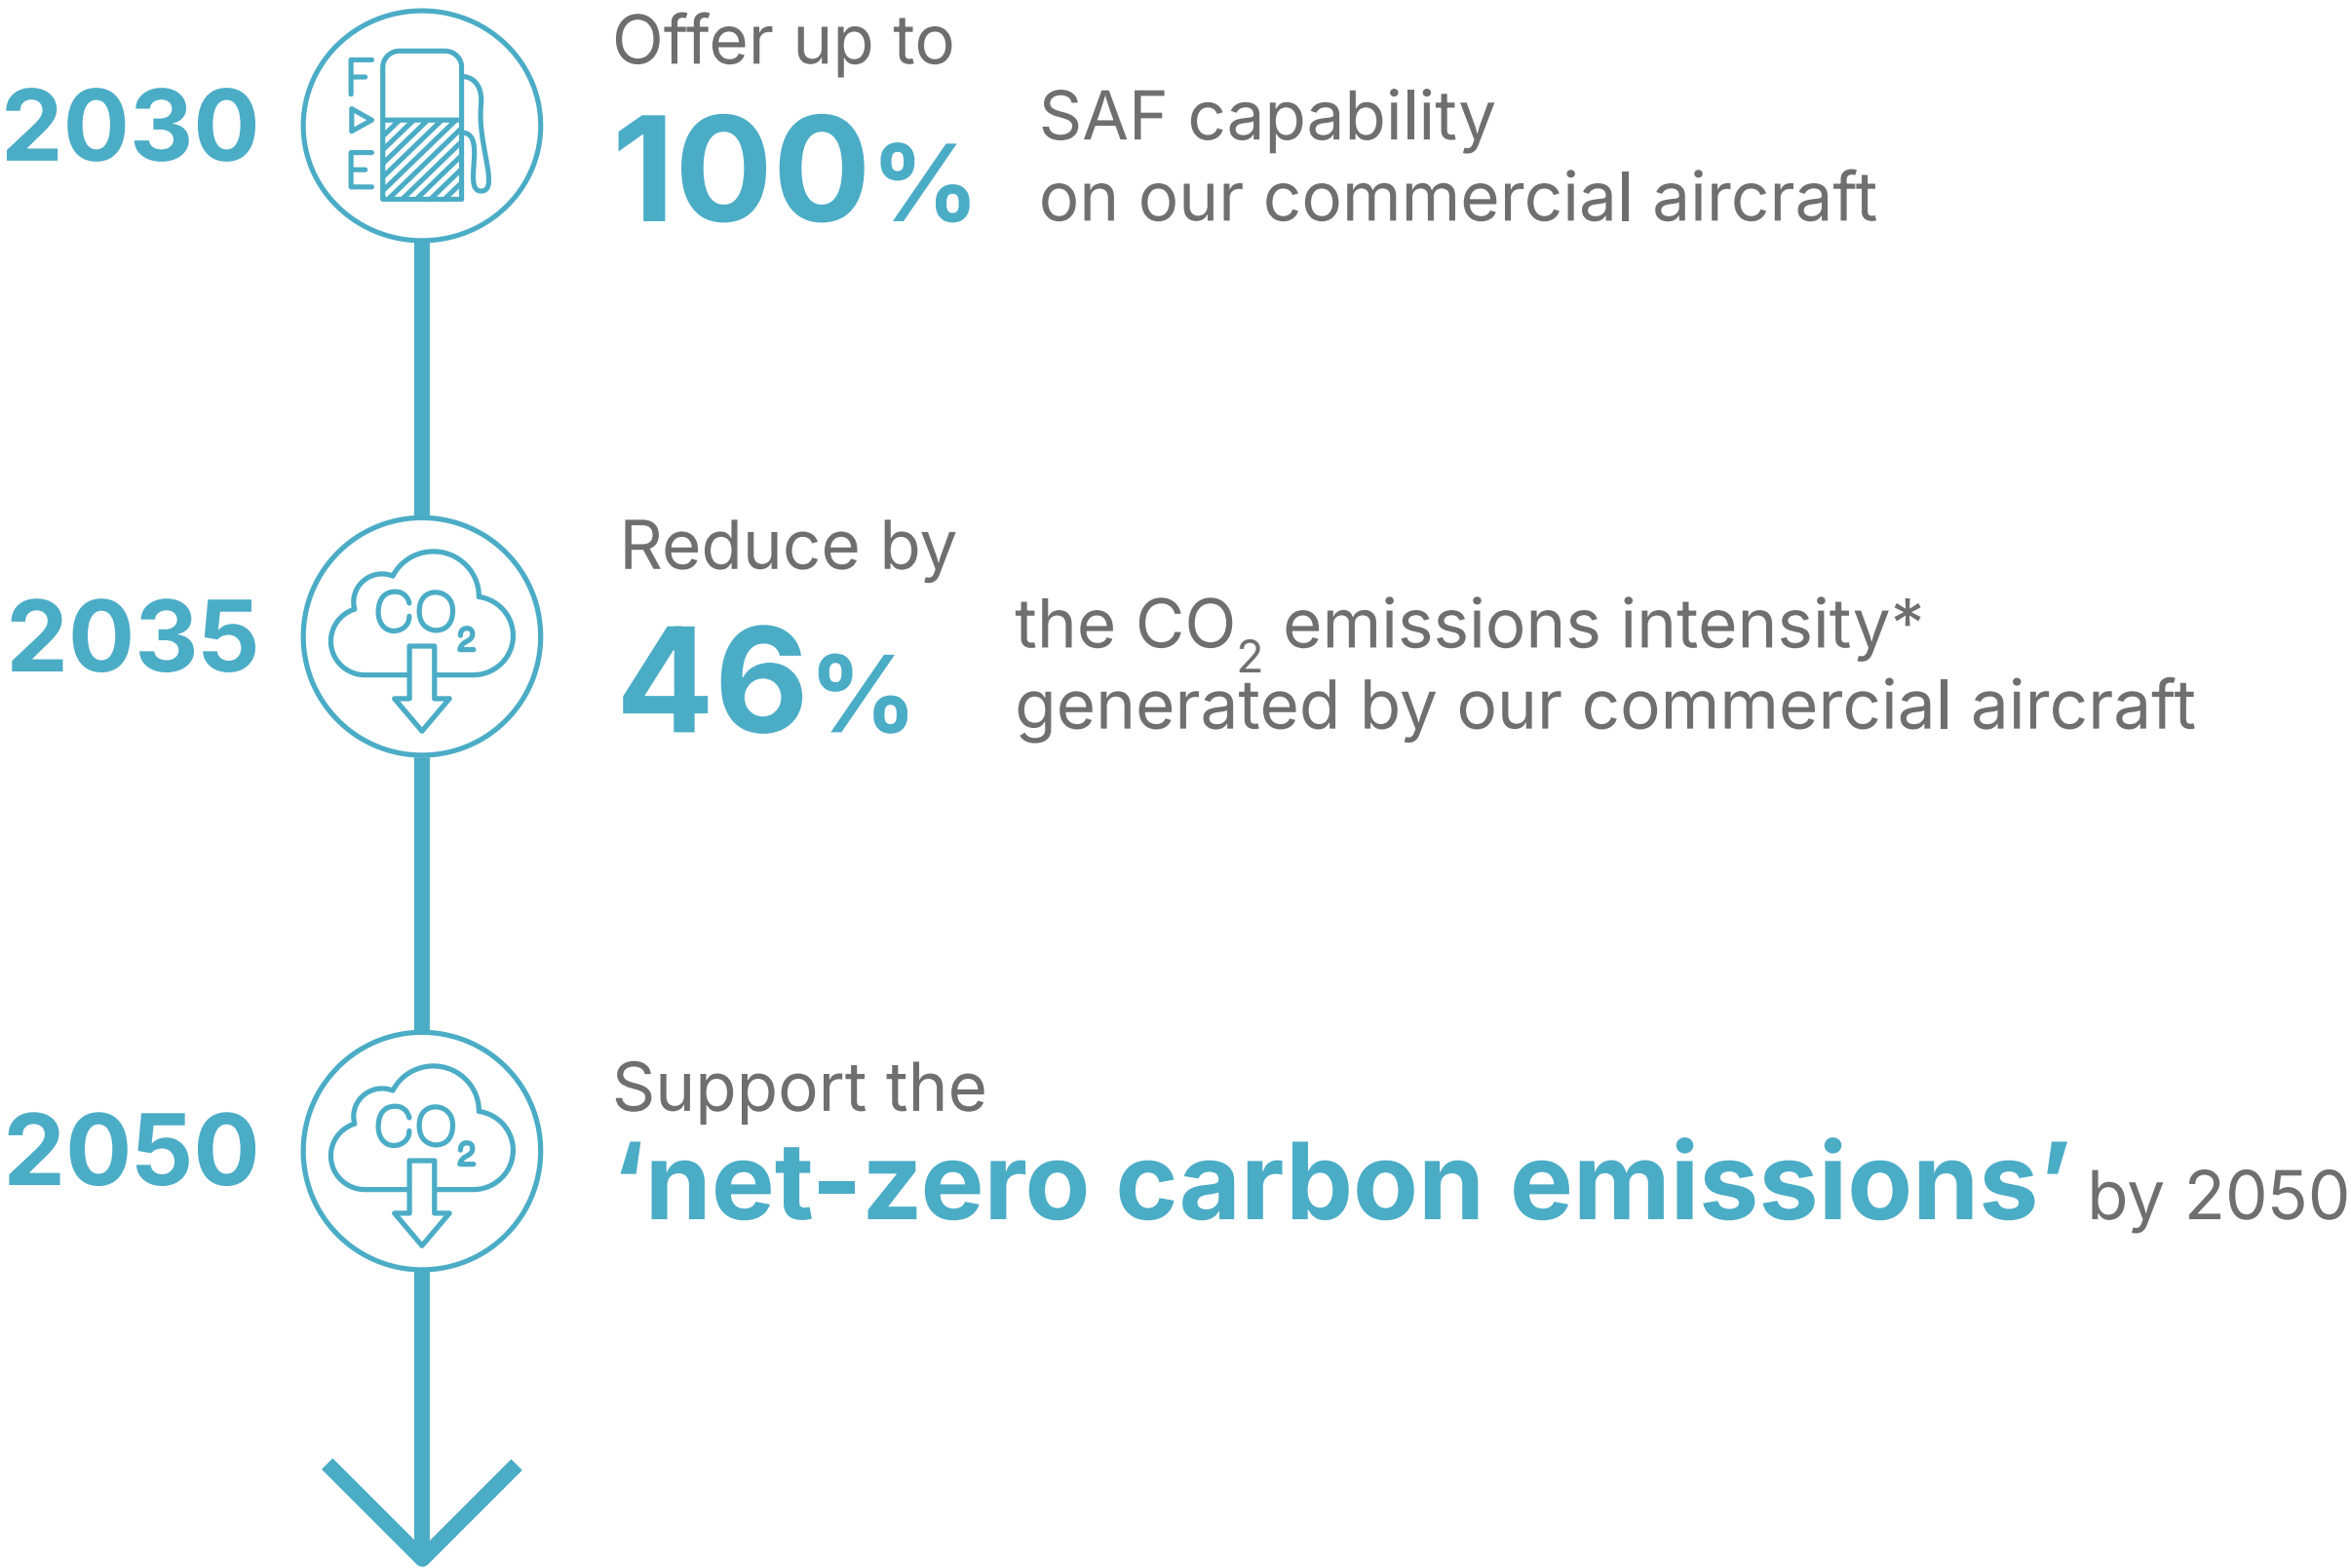 2030
F
E
Offer up to
100%
SAF capability
on our commercial aircraft
2035
CO2
Reduce by
46%
the CO₂ emissions intensity*
generated by our commercial aircraft
2050
CO2
Support the
’net-zero carbon emissions’ by 2050